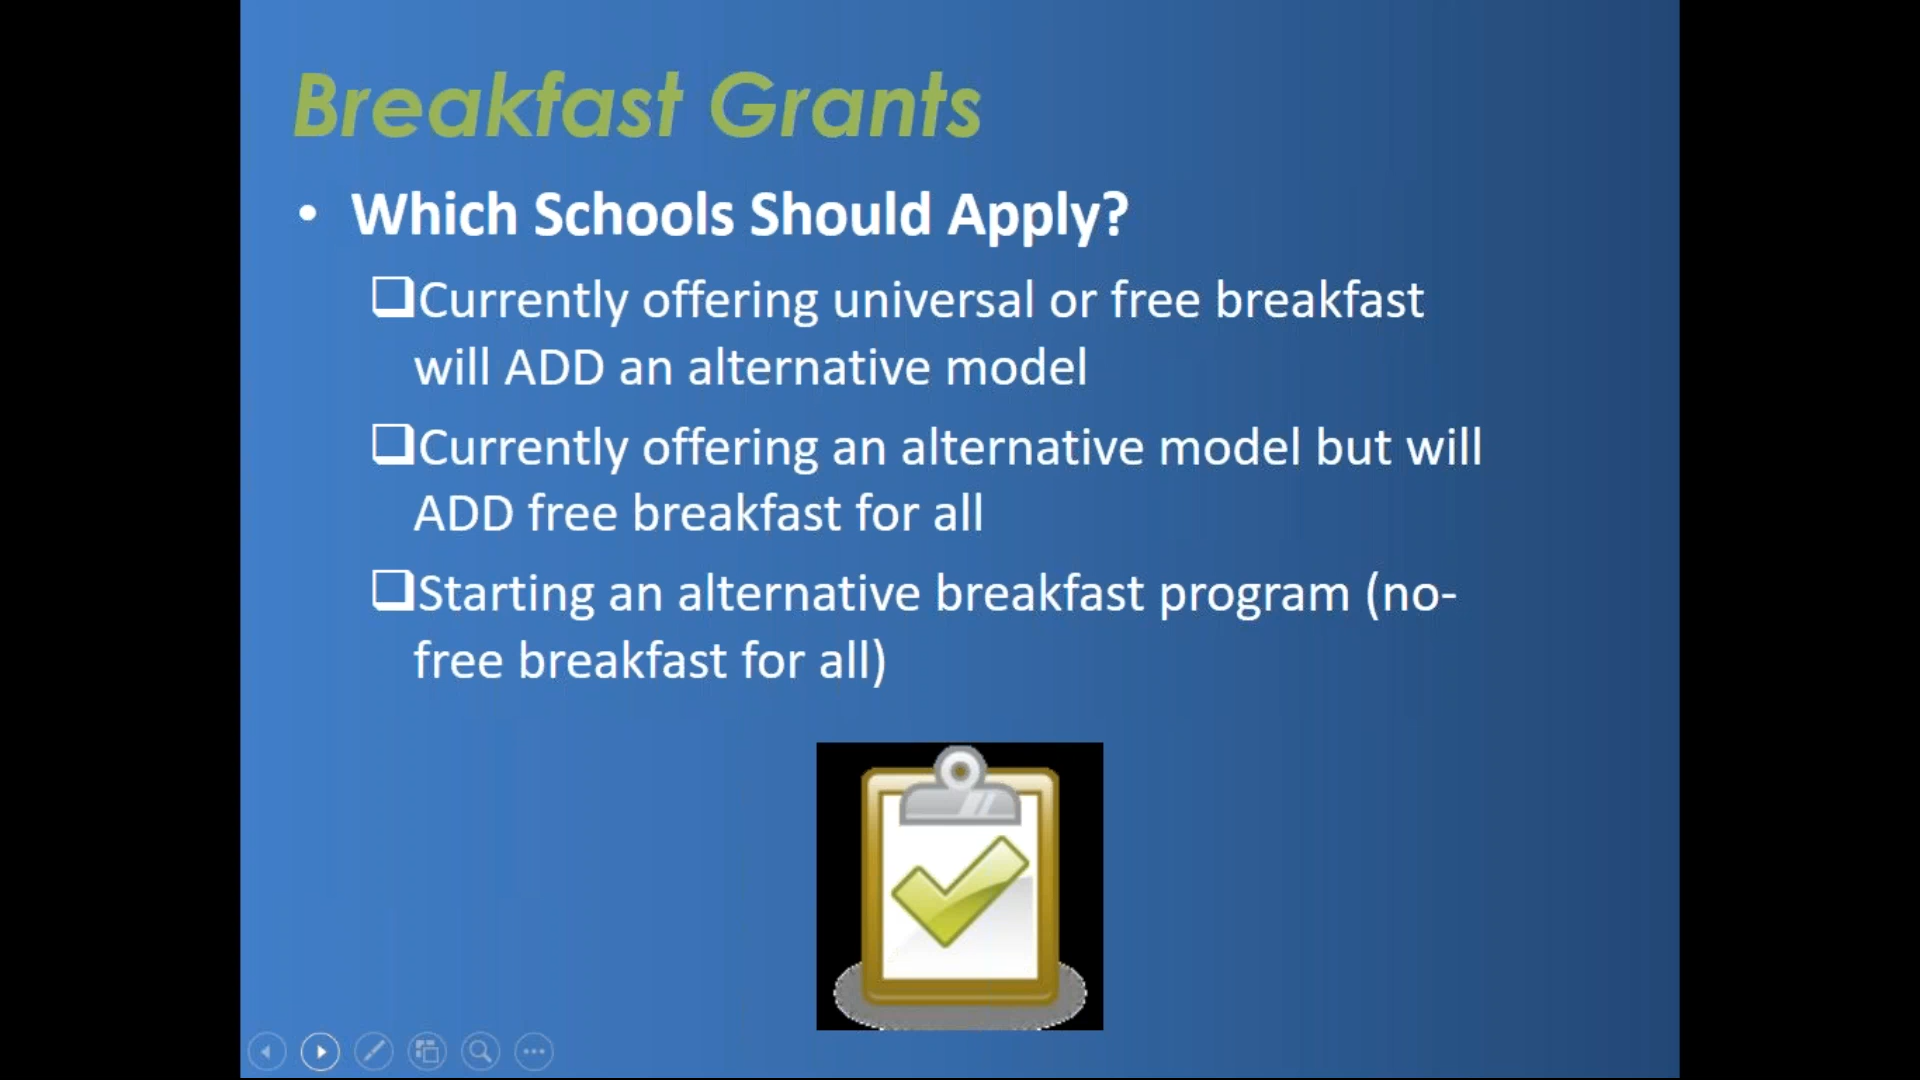 Breakfast Grants
• Which Schools Should Apply?
❑Currently offering universal or free breakfast
will ADD an alternative model
❑Currently offering an alternative model but will
ADD free breakfast for all
❑Starting an alternative breakfast program (no-
free breakfast for all)